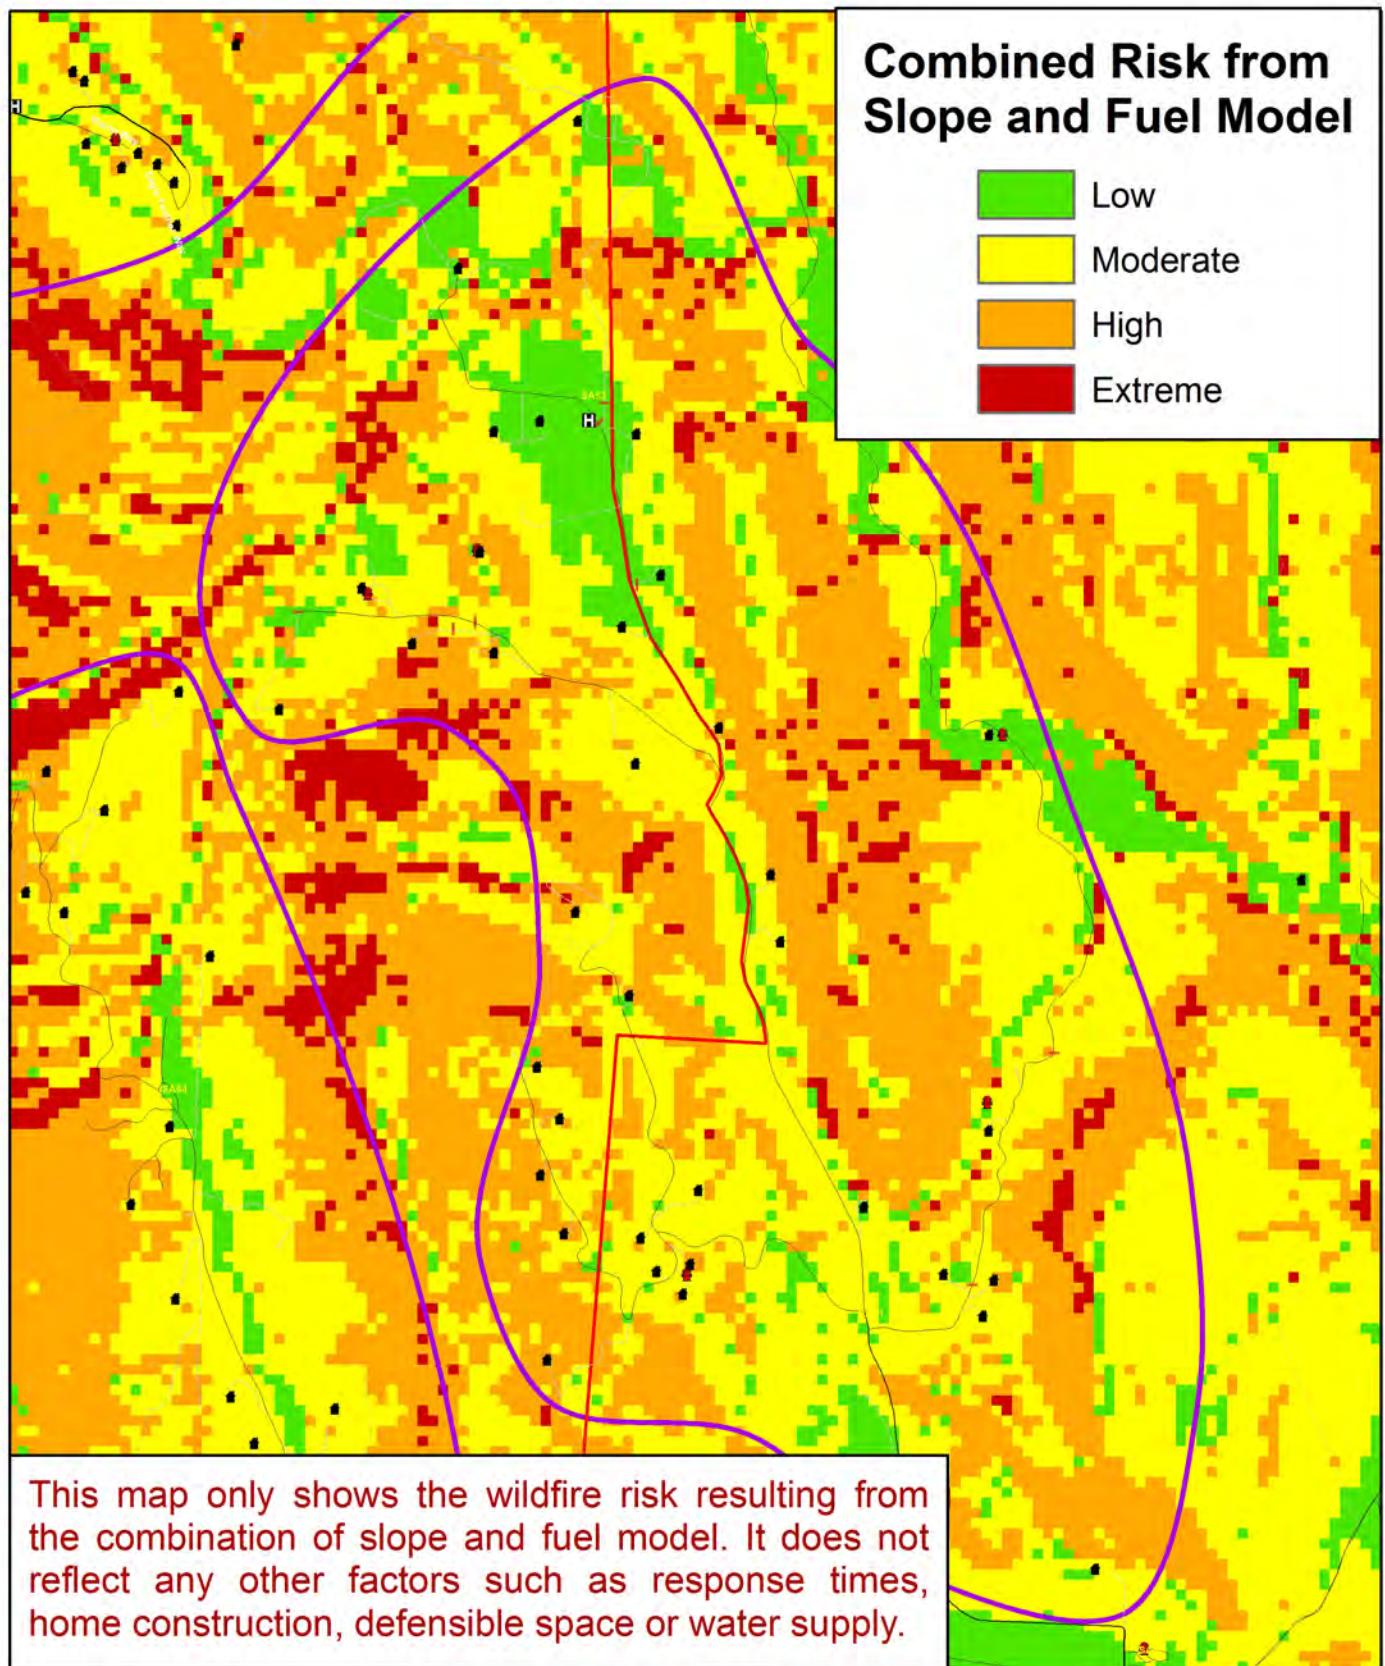 Combined Risk from
Slope and Fuel Model
Low
Moderate
High
Extreme
H
H
This map only shows the wildfire risk resulting from
the combination of slope and fuel model. It does not
reflect any other factors such as response times,
home construction, defensible space or water supply.